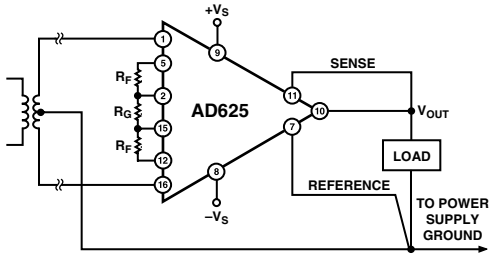 +VS
1
9
5
SENSE
RF
11
2
RG
AD625
10
VOUT
15
7
RF
LOAD
12
8
REFERENCE
16
–VS
TO POWER
SUPPLY
GROUND